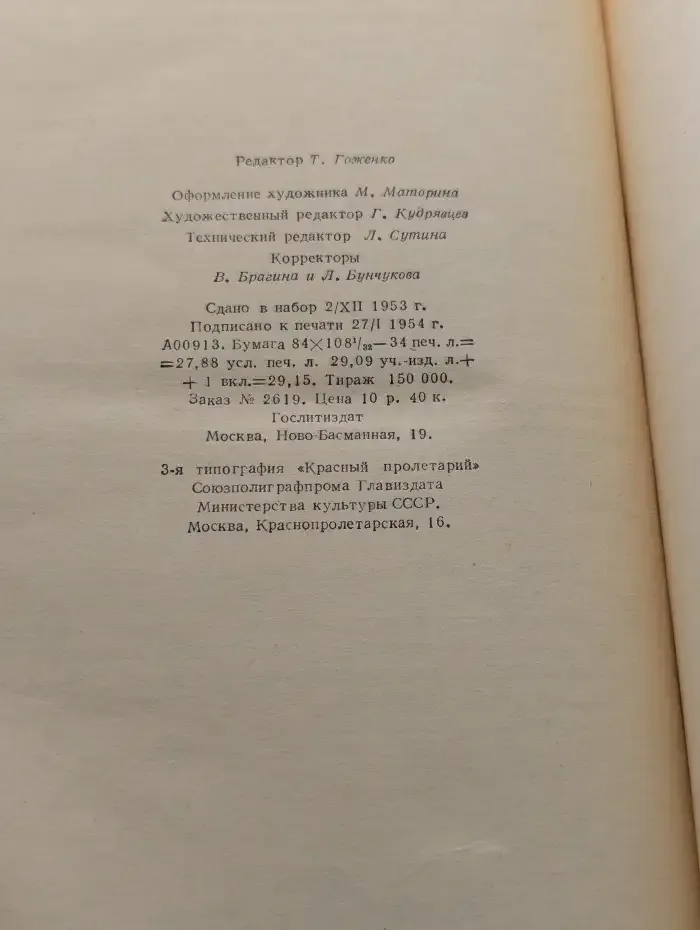 Редактор Т. Гоженко
Оформление художника М. Маторина
Художественный редактор Г. Кудрявцев
Технический редактор Л. Сутина
Корректоры
В. Брагина и Л. Бунчукова
Сдано в набор 2/XII 1953 г.
Подписано к печати 27/I 1954 г.
А00913. Бумага 84×108¹/₃₂—34 печ. л.=
=27,88 усл. печ. л. 29,09 уч.-изд. л.+
+ 1 вкл.=29,15. Тираж 150 000.
Заказ № 2619. Цена 10 р. 40 к.
Гослитиздат
Москва, Ново-Басманная, 19.
3-я типография «Красный пролетарий»
Союзполиграфпрома Главиздата
Министерства культуры СССР.
Москва, Краснопролетарская, 16.